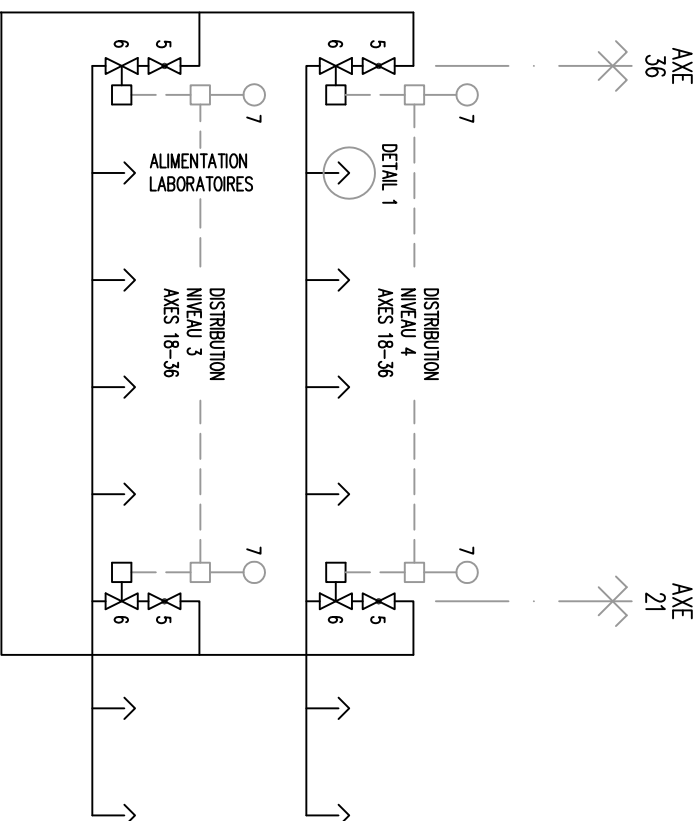 AXE
36
AXE
21
7
7
DISTRIBUTION
NIVEAU 4
AXES 18-36
DETAIL 1
5
5
6
6
7
7
DISTRIBUTION
NIVEAU 3
AXES 18-36
ALIMENTATION
LABORATOIRES
5
5
6
6